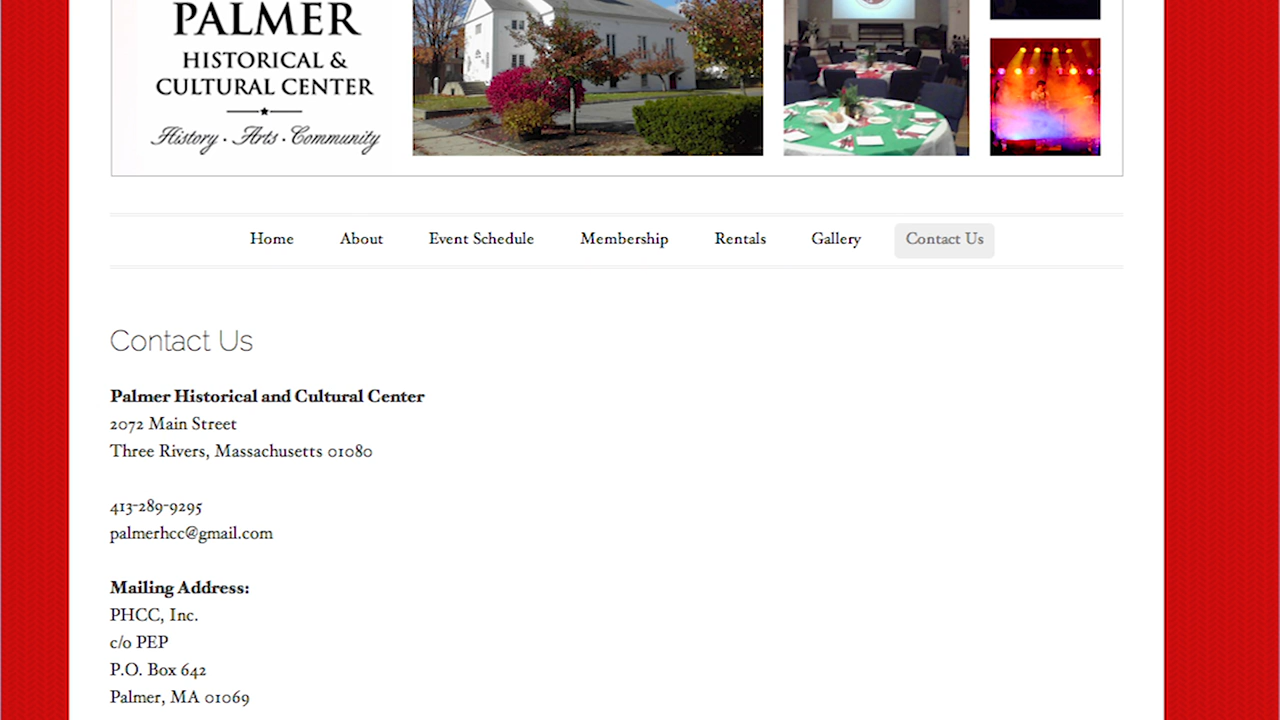 PALMER
HISTORICAL &
CULTURAL CENTER
History · Arts · Community
Home About Event Schedule Membership Rentals Gallery Contact Us
Contact Us
Palmer Historical and Cultural Center
2072 Main Street
Three Rivers, Massachusetts 01080
413-289-9295
palmerhcc@gmail.com
Mailing Address:
PHCC, Inc.
c/o PEP
P.O. Box 642
Palmer, MA 01069